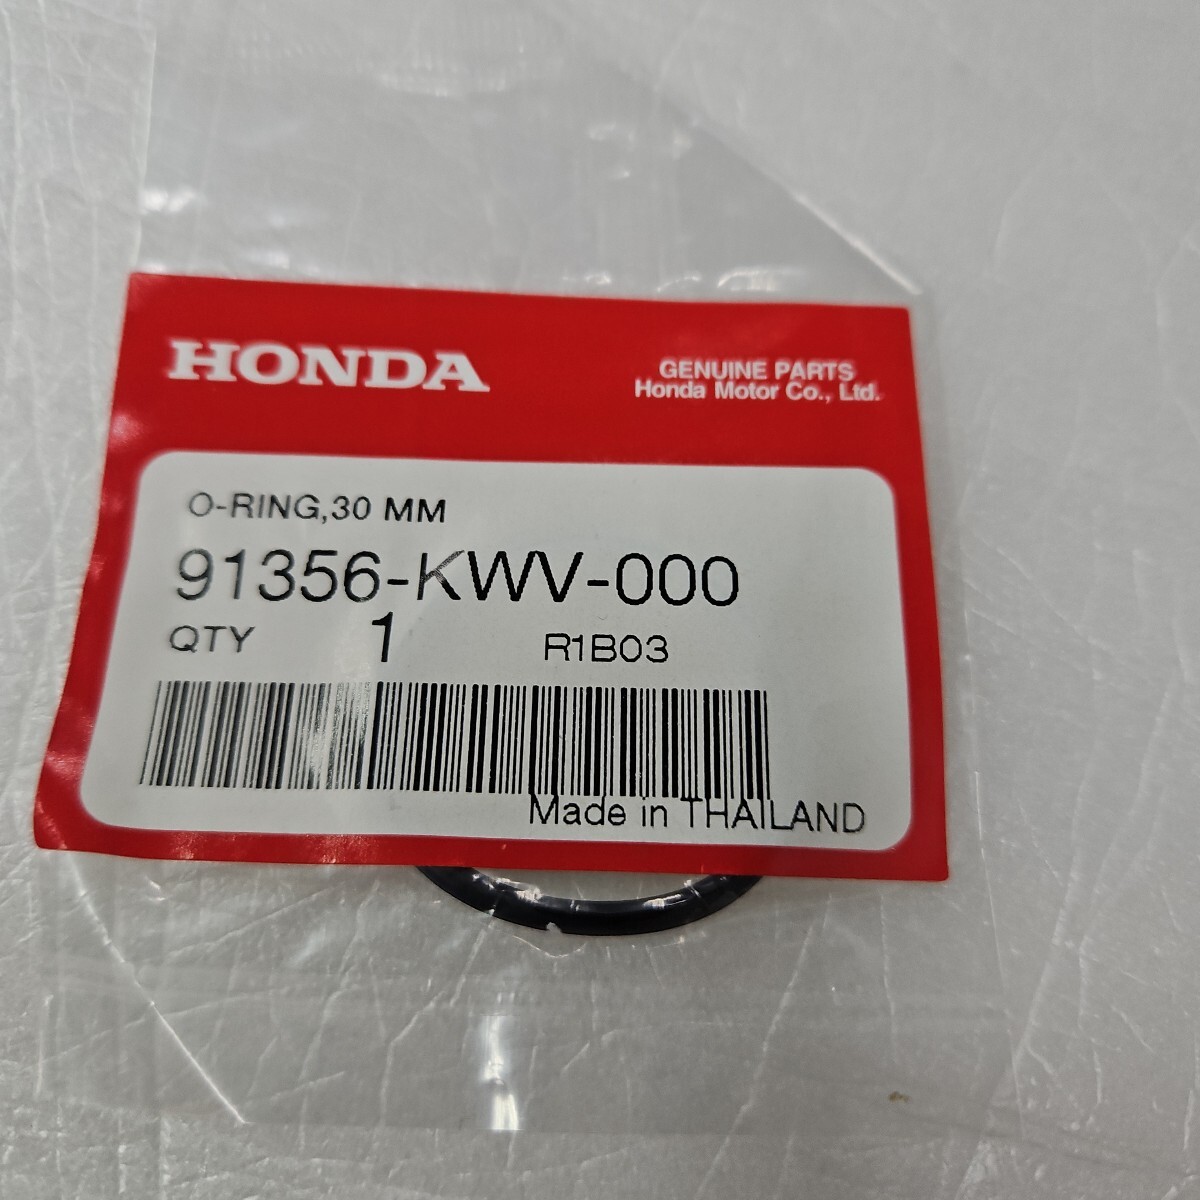 HONDA
GENUINE PARTS
Honda Motor Co., Ltd.
O-RING,30 MM
91356-KWV-000
QTY 1 R1B03
Made in THAILAND